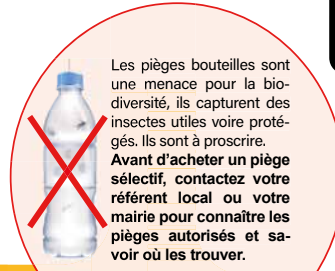 Les pièges bouteilles sont
une menace pour la bio-
diversité, ils capturent des
insectes utiles voire proté-
gés. Ils sont à proscrire.
Avant d’acheter un piège
sélectif, contactez votre
référent local ou votre
mairie pour connaître les
pièges autorisés et sa-
voir où les trouver.